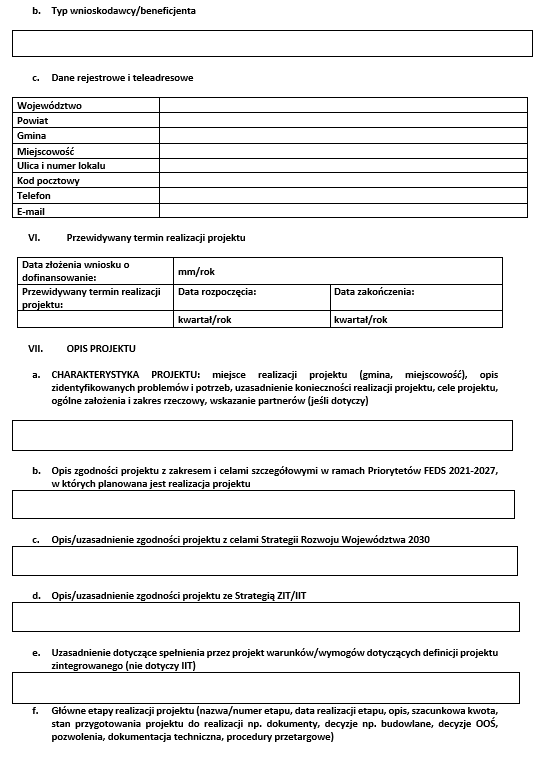 b. Typ wnioskodawcy/beneficjenta
c. Dane rejestrowe i teleadresowe
Województwo
Powiat
Gmina
Miejscowość
Ulica i numer lokalu
Kod pocztowy
Telefon
E-mail
VI. Przewidywany termin realizacji projektu
Data złożenia wniosku o
dofinansowanie:
mm/rok
Przewidywany termin realizacji
projektu:
Data rozpoczęcia:
Data zakończenia:
kwartał/rok
kwartał/rok
VII. OPIS PROJEKTU
a. CHARAKTERYSTYKA PROJEKTU: miejsce realizacji projektu (gmina, miejscowość), opis
zidentyfikowanych problemów i potrzeb, uzasadnienie konieczności realizacji projektu, cele projektu,
ogólne założenia i zakres rzeczowy, wskazanie partnerów (jeśli dotyczy)
b. Opis zgodności projektu z zakresem i celami szczegółowymi w ramach Priorytetów FEDS 2021-2027,
w których planowana jest realizacja projektu
c. Opis/uzasadnienie zgodności projektu z celami Strategii Rozwoju Województwa 2030
d. Opis/uzasadnienie zgodności projektu ze Strategią ZIT/IIT
e. Uzasadnienie dotyczące spełnienia przez projekt warunków/wymogów dotyczących definicji projektu
zintegrowanego (nie dotyczy IIT)
f. Główne etapy realizacji projektu (nazwa/numer etapu, data realizacji etapu, opis, szacunkowa kwota,
stan przygotowania projektu do realizacji np. dokumenty, decyzje np. budowlane, decyzje OOŚ,
pozwolenia, dokumentacja techniczna, procedury przetargowe)